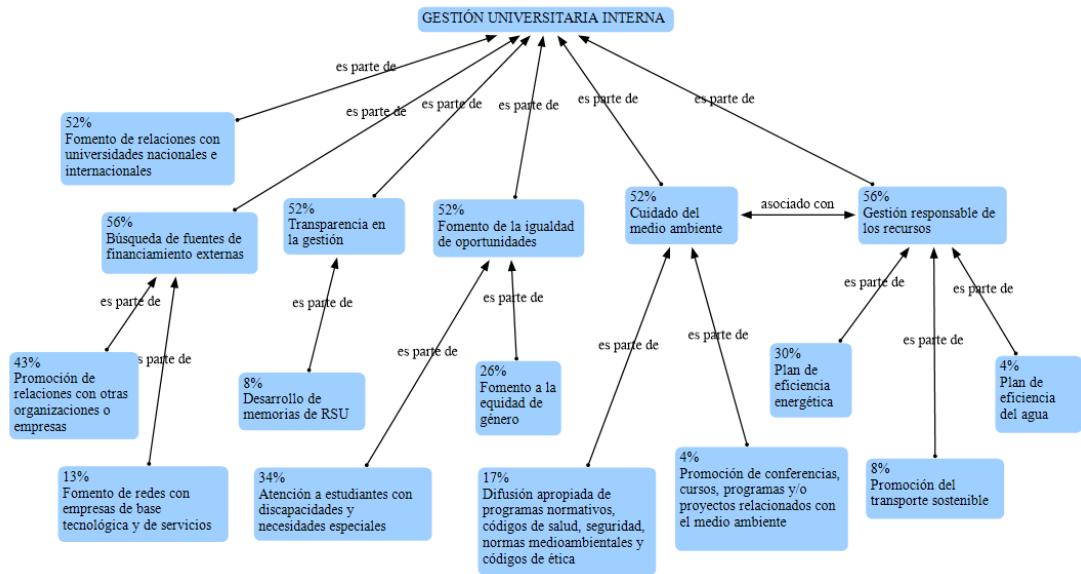 GESTIÓN UNIVERSITARIA INTERNA
es parte de
es parte de
es parte de
es parte de
es parte de
es parte de
52%
Fomento de relaciones con
universidades nacionales e
internacionales
56%
Búsqueda de fuentes de
financiamiento externas
52%
Transparencia en
la gestión
52%
Fomento de la igualdad
de oportunidades
52%
Cuidado del
medio ambiente
asociado con
56%
Gestión responsable de
los recursos
es parte de
es parte de
es parte de
es parte de
es parte de
es parte de
es parte de
es parte de
es parte de
es parte de
43%
Promoción de
relaciones con otras
organizaciones o
empresas
8%
Desarrollo de
memorias de RSU
26%
Fomento a la
equidad de
género
30%
Plan de
eficiencia
energética
4%
Plan de
eficiencia
del agua
13%
Fomento de redes con
empresas de base
tecnológica y de servicios
34%
Atención a estudiantes con
discapacidades y
necesidades especiales
17%
Difusión apropiada de
programas normativos,
códigos de salud, seguridad,
normas medioambientales y
códigos de ética
4%
Promoción de conferencias,
cursos, programas y/o
proyectos relacionados con
el medio ambiente
8%
Promoción del
transporte sostenible